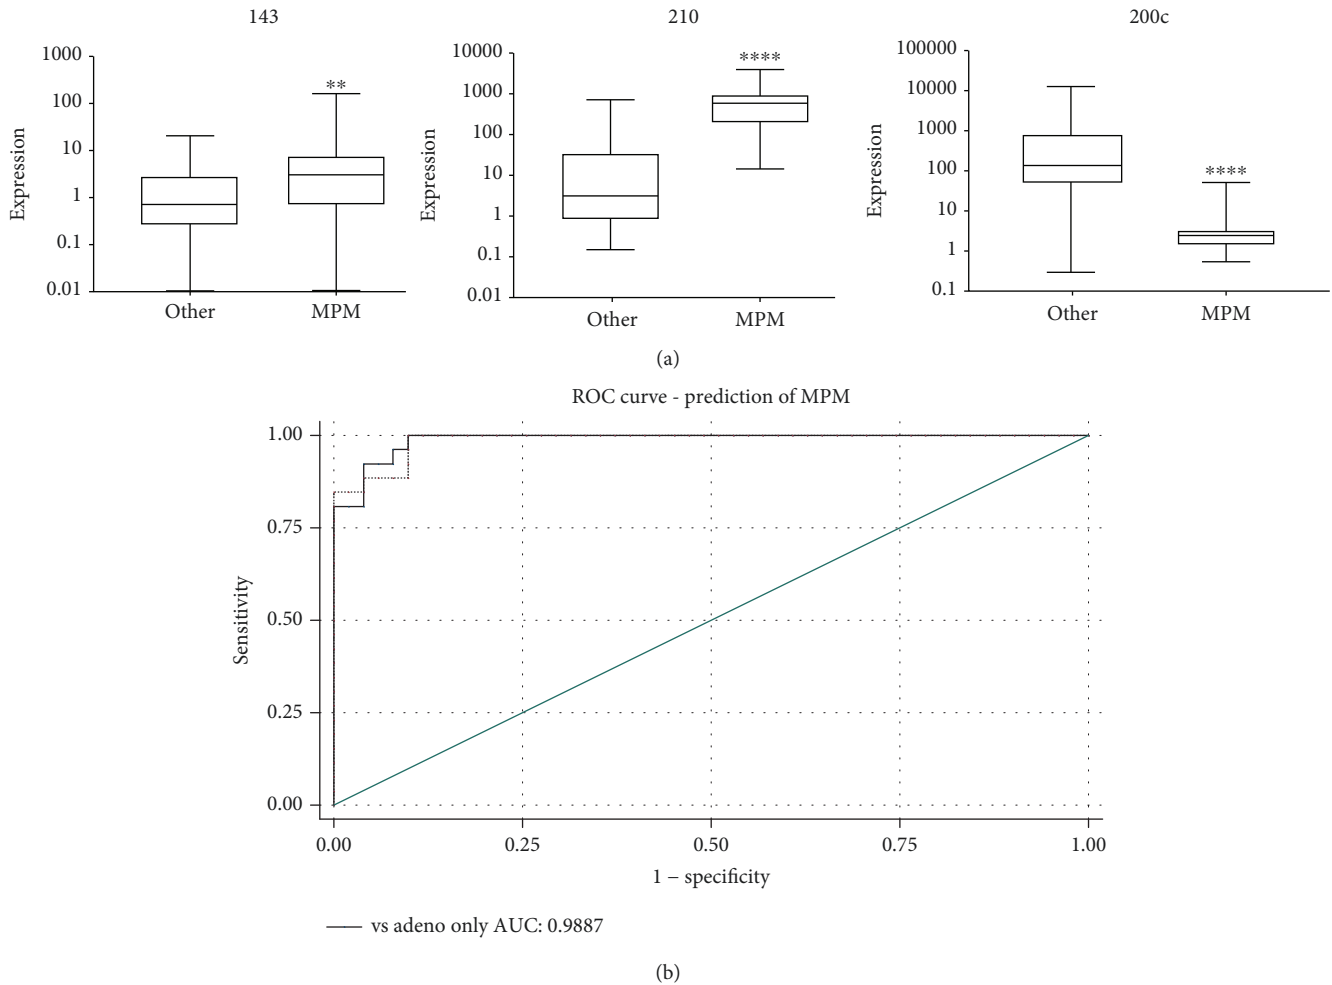 143
1000
100
10
1
0.1
0.01
Expression
**
Other
MPM
210
10000
1000
100
10
1
0.1
0.01
Expression
****
Other
MPM
200c
100000
10000
1000
100
10
1
0.1
Expression
****
Other
MPM
(a)
ROC curve - prediction of MPM
1.00
0.75
0.50
0.25
0.00
Sensitivity
0.00
0.25
0.50
0.75
1.00
1 – specificity
vs adeno only AUC: 0.9887
(b)